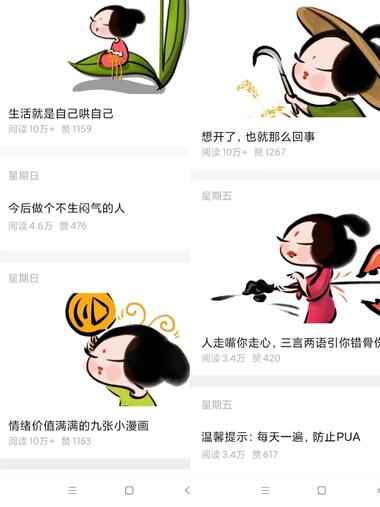 生活就是自己哄自己
阅读 10万+ 赞 1159
星期日
今后做个不生闷气的人
阅读 4.6万 赞 476
星期日
情绪价值满满的九张小漫画
阅读 10万+ 赞 1163
想开了，也就那么回事
阅读 10万+ 赞 1267
星期五
人走嘴你走心，三言两语引你错骨伤
阅读 3.4万 赞 420
星期五
温馨提示：每天一遍，防止PUA
阅读 3.4万 赞 617